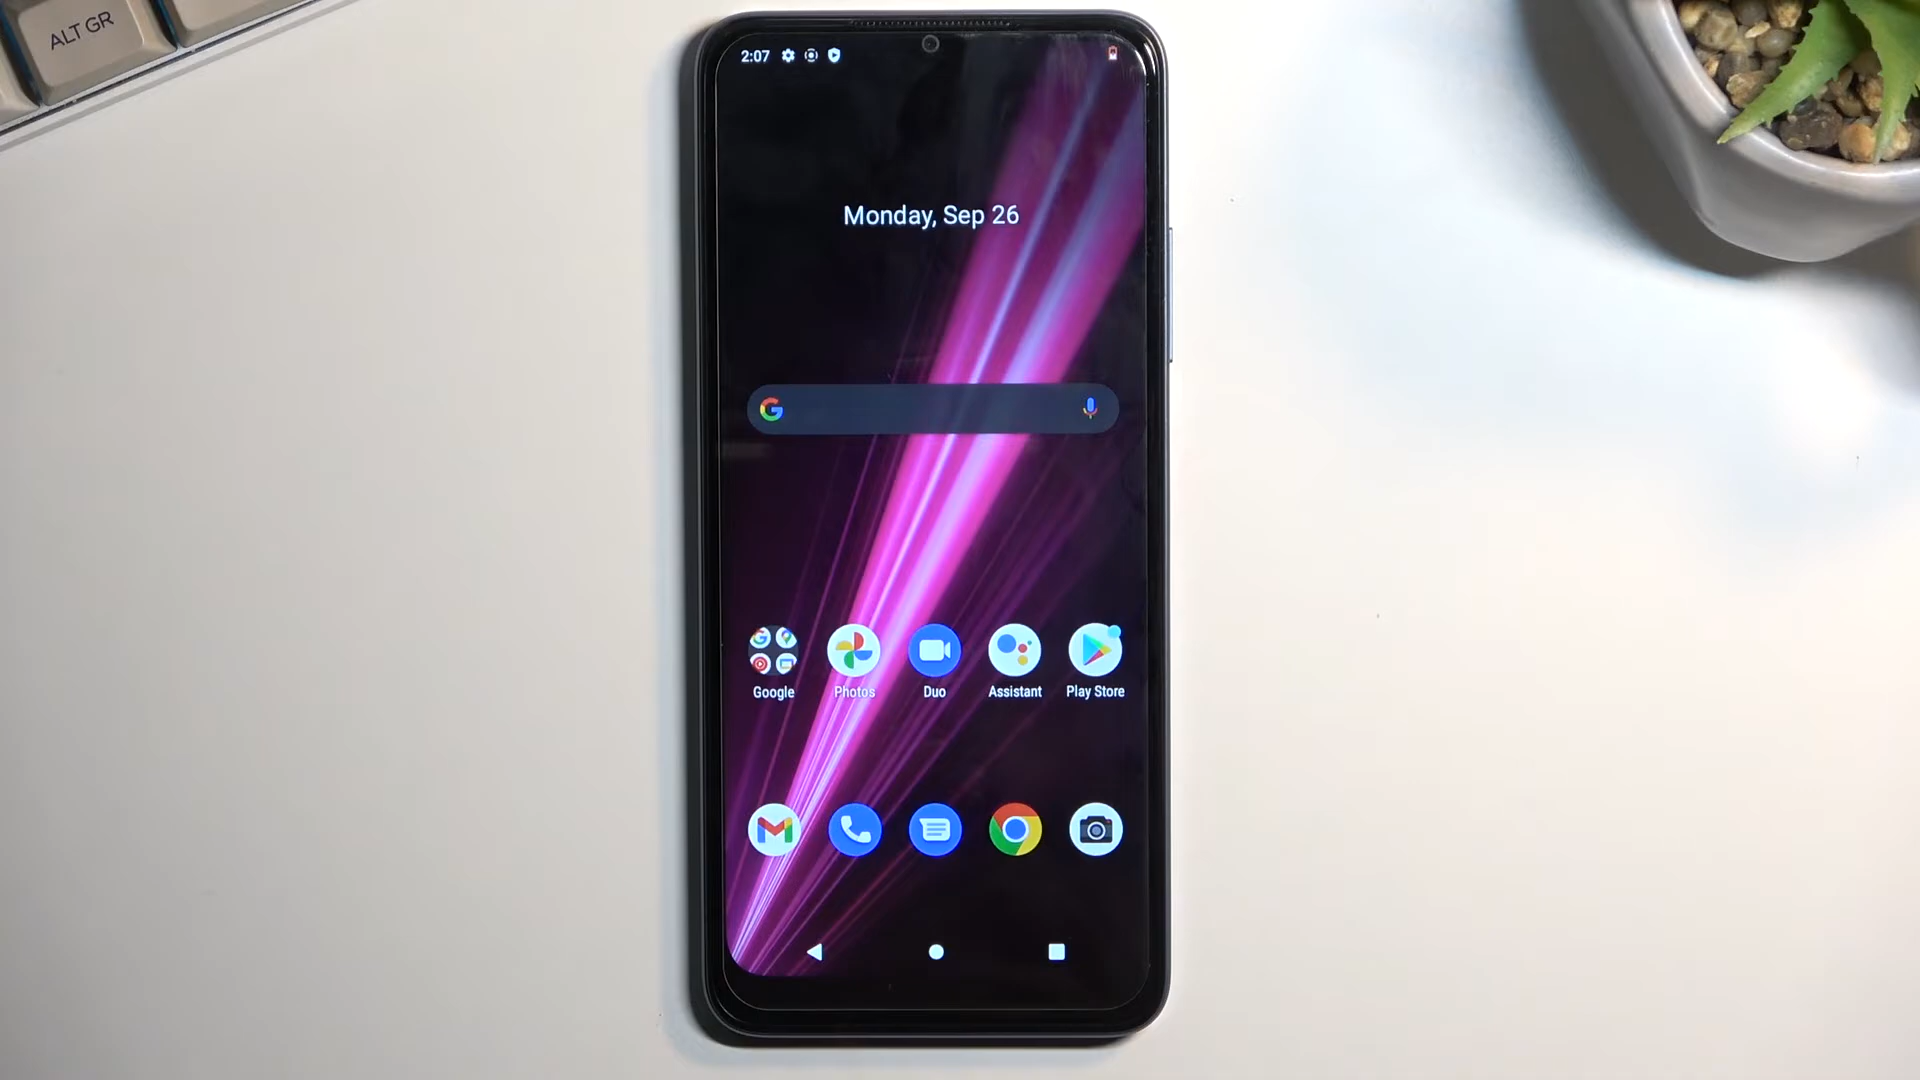 ALT GR
2:07
Monday, Sep 26
Google
Photos
Duo
Assistant
Play Store